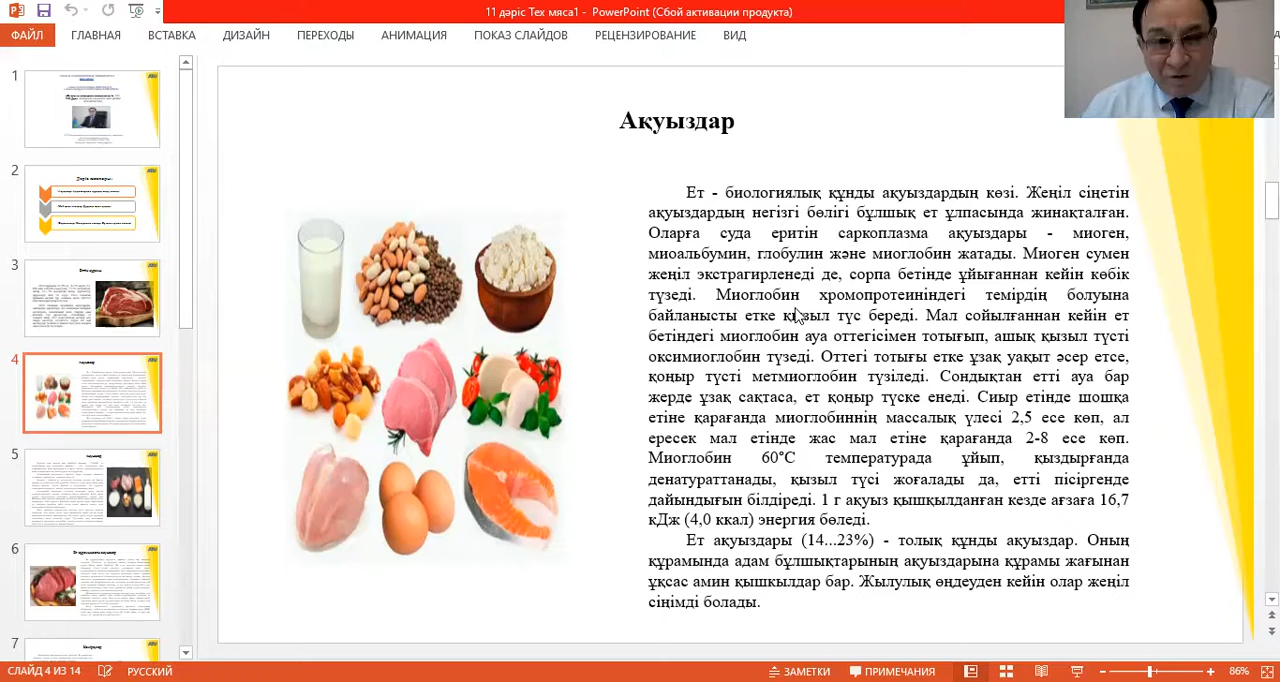 11 дәріс Тех мяса1 - PowerPoint (Сбой активации продукта)
ФАЙЛ ГЛАВНАЯ ВСТАВКА ДИЗАЙН ПЕРЕХОДЫ АНИМАЦИЯ ПОКАЗ СЛАЙДОВ РЕЦЕНЗИРОВАНИЕ ВИД
1
2
3
4
5
6
7
Ақуыздар
Ет - биологиялық құнды ақуыздардың көзі. Жеңіл сінетін
ақуыздардың негізгі бөлігі бұлшық ет ұлпасында жинақталған.
Оларға суда еритін саркоплазма ақуыздары - миоген,
миоальбумин, глобулин және миоглобин жатады. Миоген сумен
жеңіл экстрагирленеді де, сорпа бетінде ұйығаннан кейін көбік
түзеді. Миоглобин хромопротеиніндегі темірдің болуына
байланысты етке қызыл түс береді. Мал сойылғаннан кейін ет
бетіндегі миоглобин ауа оттегісімен тотығып, ашық қызыл түсті
оксимиоглобин түзеді. Оттегі тотығы етке ұзақ уақыт әсер етсе,
қоңыр түсті метмиоглобин түзіледі. Сондықтан етті ауа бар
жерде ұзақ сақтаса, ол қоңыр түске енеді. Сиыр етінде шошқа
етіне қарағанда миоглобиннің массалық үлесі 2,5 есе көп, ал
ересек мал етінде жас мал етіне қарағанда 2-8 есе көп.
Миоглобин 60°С температурада ұйып, қыздырғанда
денатураттанады, қызыл түсі жоғалады да, етті пісіргенде
дайындығын білдіреді. 1 г ақуыз қышқылданған кезде ағзаға 16,7
кДж (4,0 ккал) энергия бөледі.
Ет ақуыздары (14...23%) - толық құнды ақуыздар. Оның
құрамында адам бұлшықтарының ақуыздарына құрамы жағынан
ұқсас амин қышқылдар бар. Жылулық өңдеуден кейін олар жеңіл
сіңімді болады.
СЛАЙД 4 ИЗ 14 РУССКИЙ ЗАМЕТКИ ПРИМЕЧАНИЯ 86%